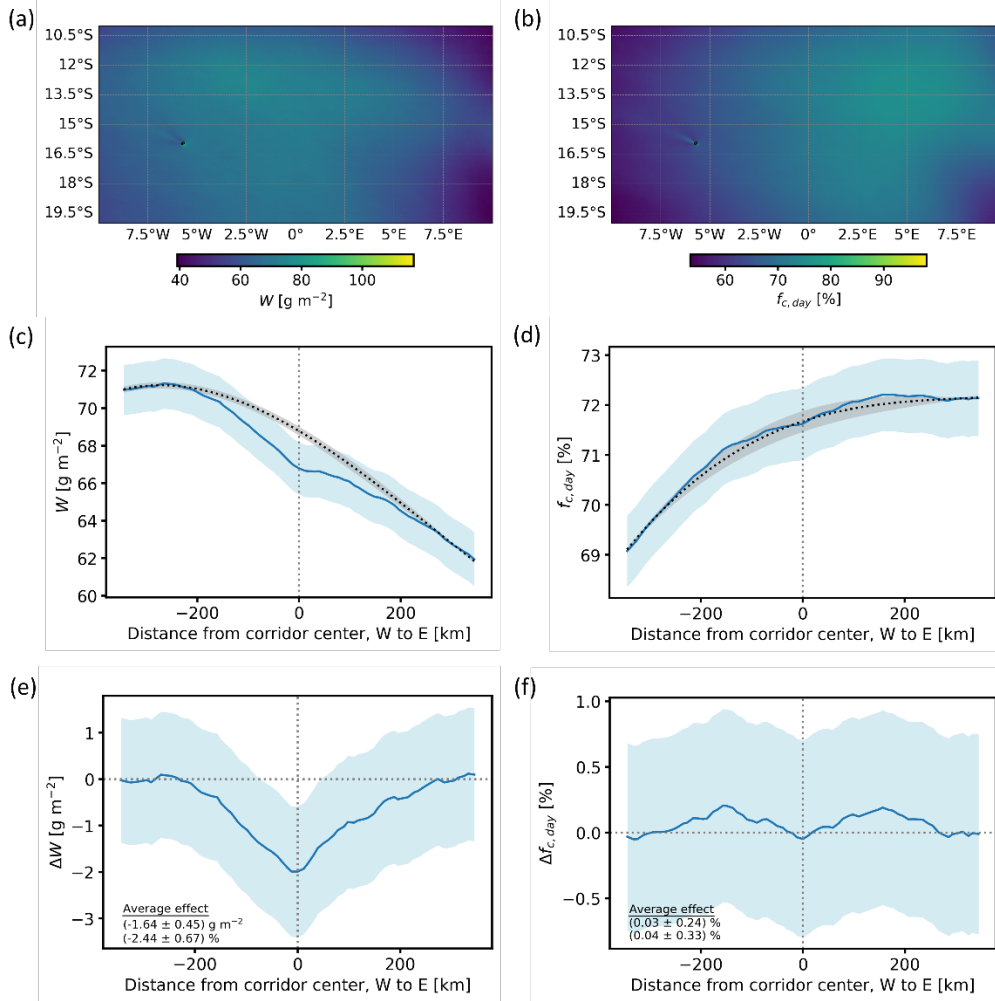 (a)
10.5°S
12°S
13.5°S
15°S
16.5°S
18°S
19.5°S
7.5°W 5°W 2.5°W 0° 2.5°E 5°E 7.5°E
40 60 80 100
W [g m⁻²]
(b)
10.5°S
12°S
13.5°S
15°S
16.5°S
18°S
19.5°S
7.5°W 5°W 2.5°W 0° 2.5°E 5°E 7.5°E
60 70 80 90
f_c,day [%]
(c)
72
70
68
66
64
62
60
W [g m⁻²]
−200 0 200
Distance from corridor center, W to E [km]
(d)
73
72
71
70
69
f_c,day [%]
−200 0 200
Distance from corridor center, W to E [km]
(e)
1
0
−1
−2
−3
ΔW [g m⁻²]
Average effect
(-1.64 ± 0.45) g m⁻²
(-2.44 ± 0.67) %
−200 0 200
Distance from corridor center, W to E [km]
(f)
1.0
0.5
0.0
−0.5
Δf_c,day [%]
Average effect
(0.03 ± 0.24) %
(0.04 ± 0.33) %
−200 0 200
Distance from corridor center, W to E [km]